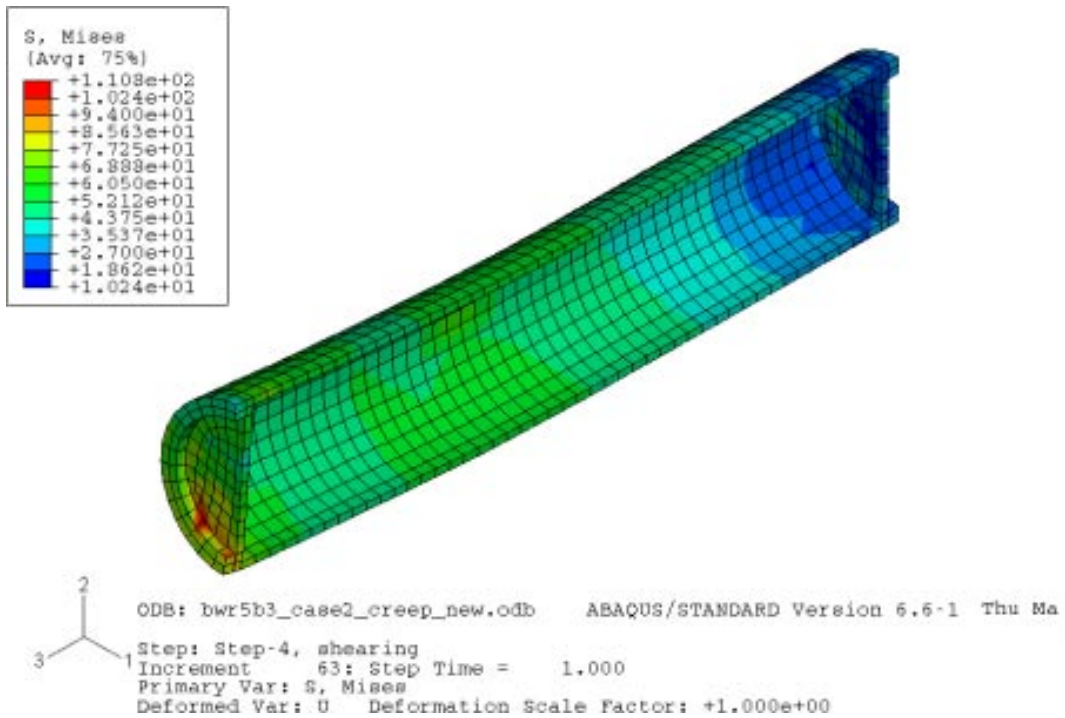 S, Mises
(Avg: 75%)
+1.108e+02
+1.024e+02
+9.400e+01
+8.563e+01
+7.725e+01
+6.888e+01
+6.050e+01
+5.212e+01
+4.375e+01
+3.537e+01
+2.700e+01
+1.862e+01
+1.024e+01
2
3
1
ODB: bwr5b3_case2_creep_new.odb ABAQUS/STANDARD Version 6.6-1 Thu Ma
Step: Step-4, shearing
Increment 63: Step Time = 1.000
Primary Var: S, Mises
Deformed Var: U Deformation Scale Factor: +1.000e+00